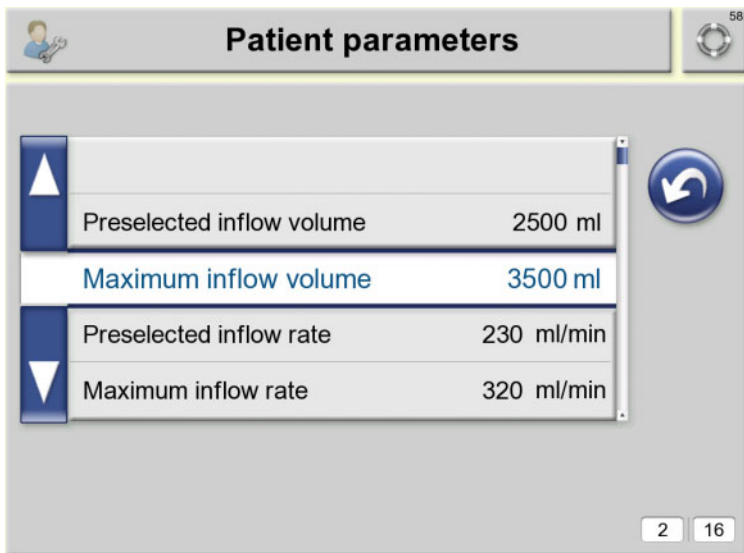 Patient parameters
58
Preselected inflow volume 2500 ml
Maximum inflow volume 3500 ml
Preselected inflow rate 230 ml/min
Maximum inflow rate 320 ml/min
2 16